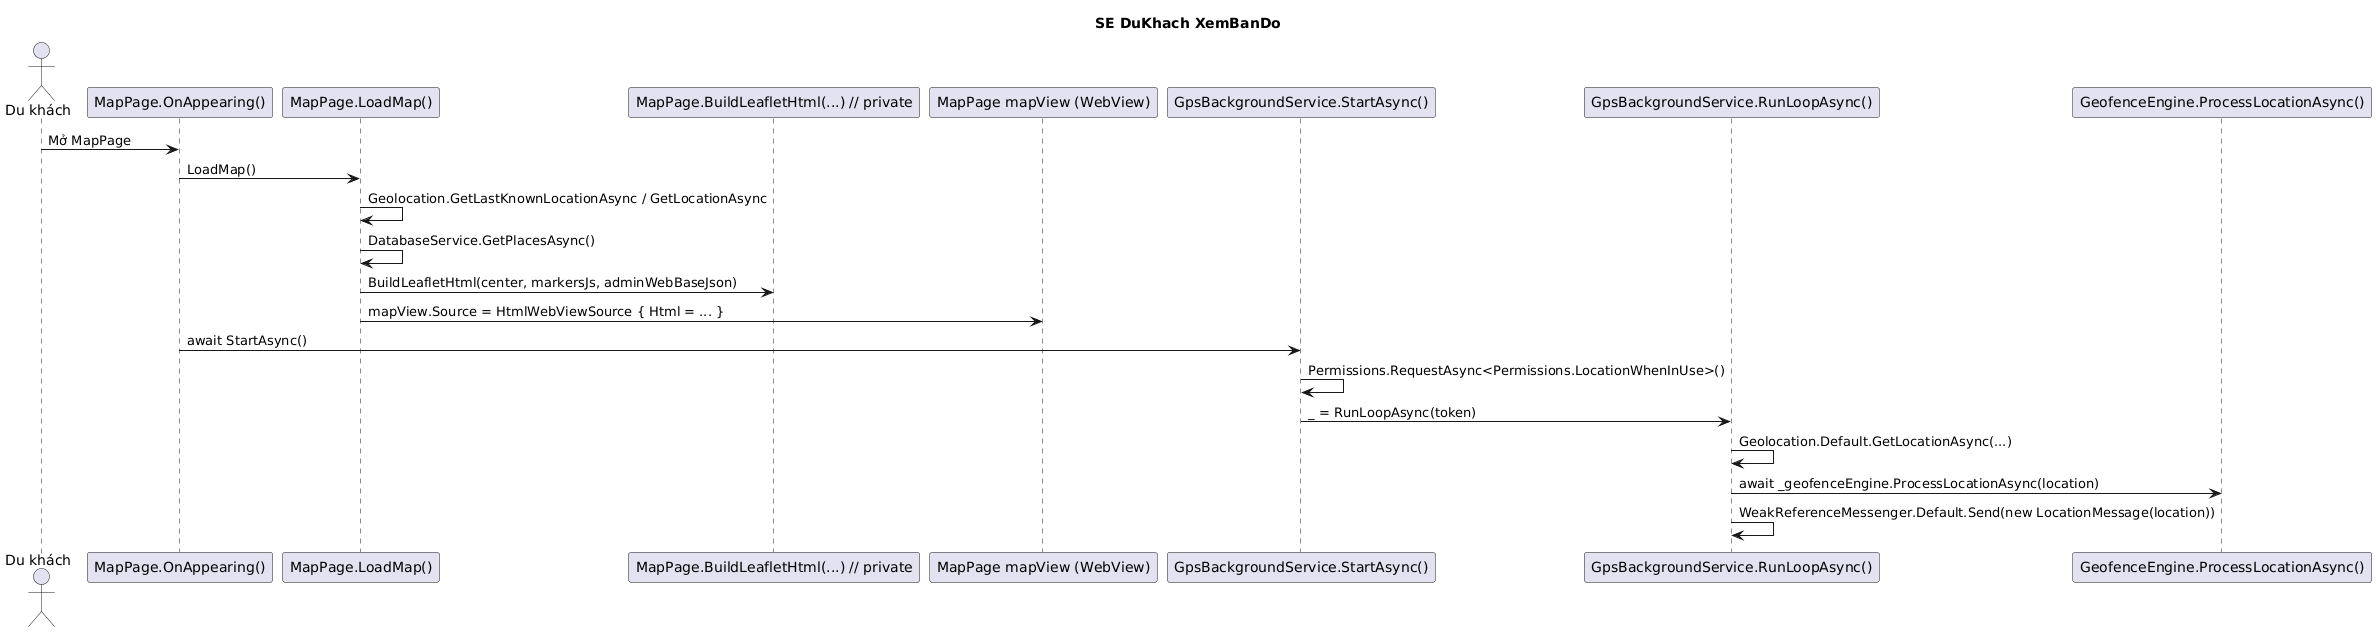 SE DuKhach XemBanDo
Du khách
MapPage.OnAppearing()
MapPage.LoadMap()
MapPage.BuildLeafletHtml(...) // private
MapPage mapView (WebView)
GpsBackgroundService.StartAsync()
GpsBackgroundService.RunLoopAsync()
GeofenceEngine.ProcessLocationAsync()
Mở MapPage
LoadMap()
Geolocation.GetLastKnownLocationAsync / GetLocationAsync
DatabaseService.GetPlacesAsync()
BuildLeafletHtml(center, markersJs, adminWebBaseJson)
mapView.Source = HtmlWebViewSource { Html = ... }
await StartAsync()
Permissions.RequestAsync<Permissions.LocationWhenInUse>()
_ = RunLoopAsync(token)
Geolocation.Default.GetLocationAsync(...)
await _geofenceEngine.ProcessLocationAsync(location)
WeakReferenceMessenger.Default.Send(new LocationMessage(location))
Du khách
MapPage.OnAppearing()
MapPage.LoadMap()
MapPage.BuildLeafletHtml(...) // private
MapPage mapView (WebView)
GpsBackgroundService.StartAsync()
GpsBackgroundService.RunLoopAsync()
GeofenceEngine.ProcessLocationAsync()